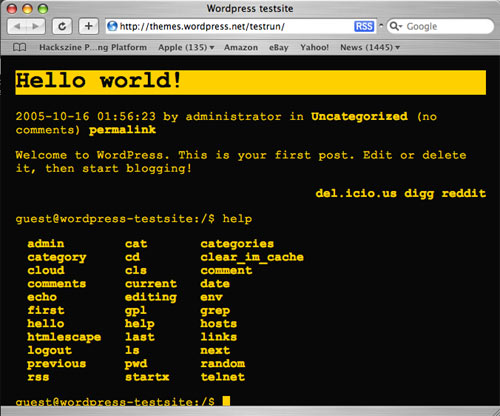 Wordpress testsite
http://themes.wordpress.net/testrun/ RSS Google
Hackszine P...ng Platform Apple (135) Amazon eBay Yahoo! News (1445)
Hello world!
2005-10-16 01:56:23 by administrator in Uncategorized (no
comments) permalink
Welcome to WordPress. This is your first post. Edit or delete
it, then start blogging!
del.icio.us digg reddit
guest@wordpress-testsite:/$ help
admin cat categories
category cd clear_im_cache
cloud cls comment
comments current date
echo editing env
first gpl grep
hello help hosts
htmlescape last links
logout ls next
previous pwd random
rss startx telnet
guest@wordpress-testsite:/$